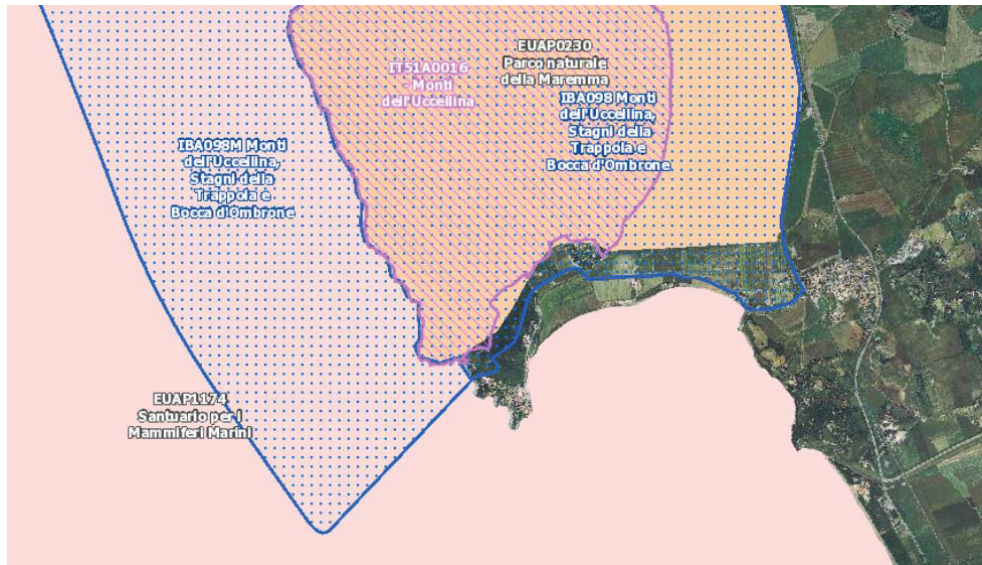 IT51A0016
Monti
dell'Uccellina
EUAP0230
Parco naturale
della Maremma
IBA098 Monti
dell'Uccellina,
Stagni della
Trappola e
Bocca d'Ombrone
IBA098M Monti
dell'Uccellina,
Stagni della
Trappola e
Bocca d'Ombrone
EUAP1174
Santuario per i
Mammiferi Marini